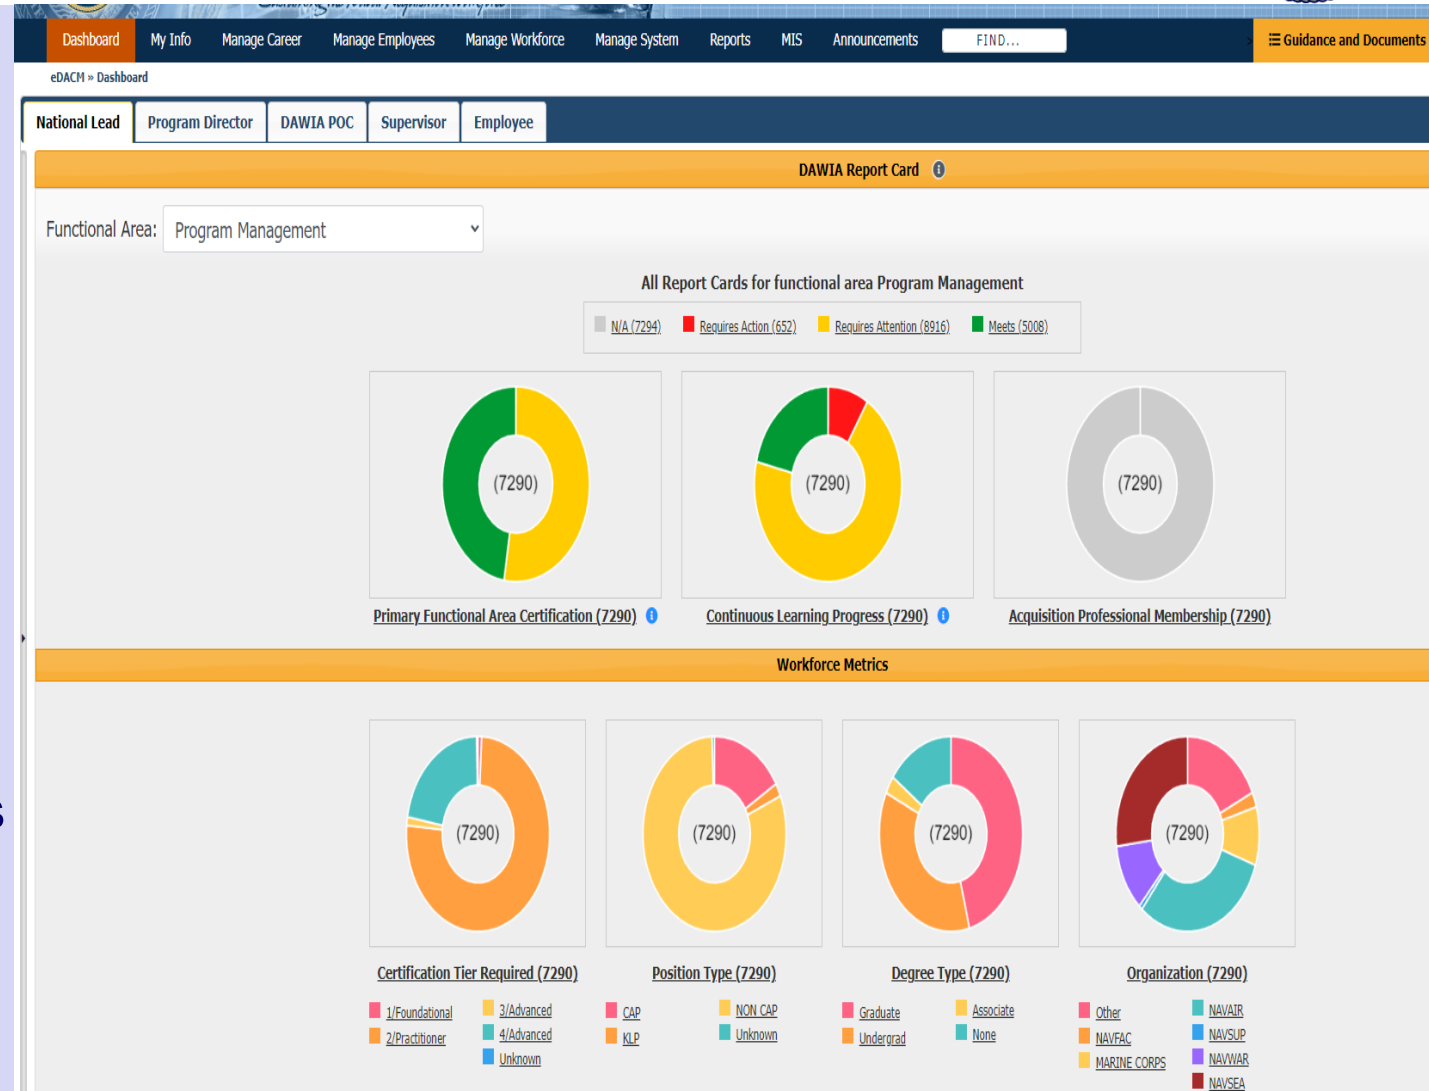 Dashboard My Info Manage Career Manage Employees Manage Workforce Manage System Reports MIS Announcements FIND... Guidance and Documents
eDACM » Dashboard
National Lead Program Director DAWIA POC Supervisor Employee
DAWIA Report Card
Functional Area: Program Management
All Report Cards for functional area Program Management
N/A (7294) Requires Action (652) Requires Attention (8916) Meets (5008)
(7290) (7290) (7290)
Primary Functional Area Certification (7290) Continuous Learning Progress (7290) Acquisition Professional Membership (7290)
Workforce Metrics
(7290) (7290) (7290) (7290)
Certification Tier Required (7290) Position Type (7290) Degree Type (7290) Organization (7290)
1/Foundational 3/Advanced CAP NON CAP Graduate Associate Other NAVAIR
2/Practitioner 4/Advanced KLP Unknown Undergrad None NAVFAC NAVSUP
Unknown MARINE CORPS NAVWAR
NAVSEA